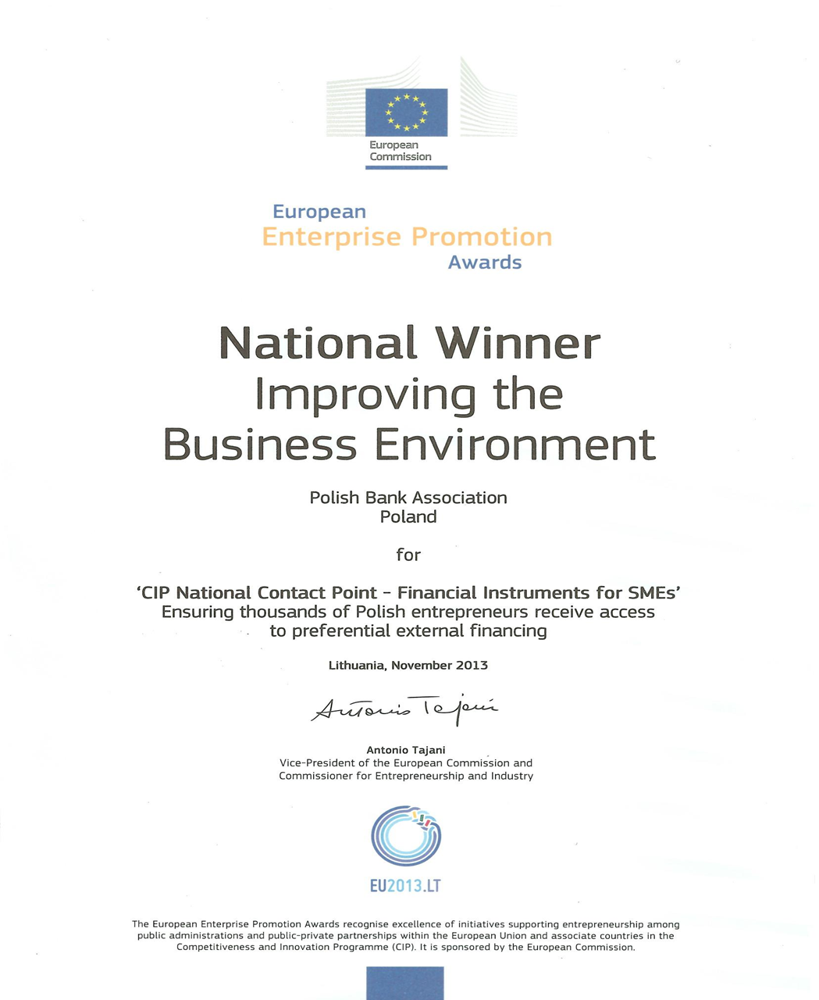 European
Commission
European
Enterprise Promotion
Awards
National Winner
Improving the
Business Environment
Polish Bank Association
Poland
for
‘CIP National Contact Point - Financial Instruments for SMEs’
Ensuring thousands of Polish entrepreneurs receive access
to preferential external financing
Lithuania, November 2013
Antonio Tajani
Antonio Tajani
Vice-President of the European Commission and
Commissioner for Entrepreneurship and Industry
EU2013.LT
The European Enterprise Promotion Awards recognise excellence of initiatives supporting entrepreneurship among
public administrations and public-private partnerships within the European Union and associate countries in the
Competitiveness and Innovation Programme (CIP). It is sponsored by the European Commission.